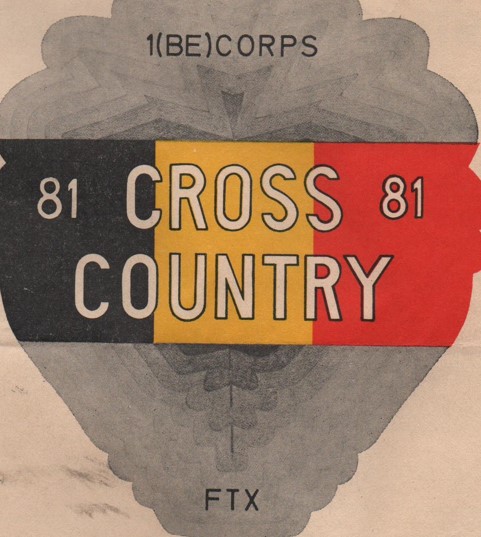 1(BE)CORPS
81 CROSS 81
COUNTRY
FTX